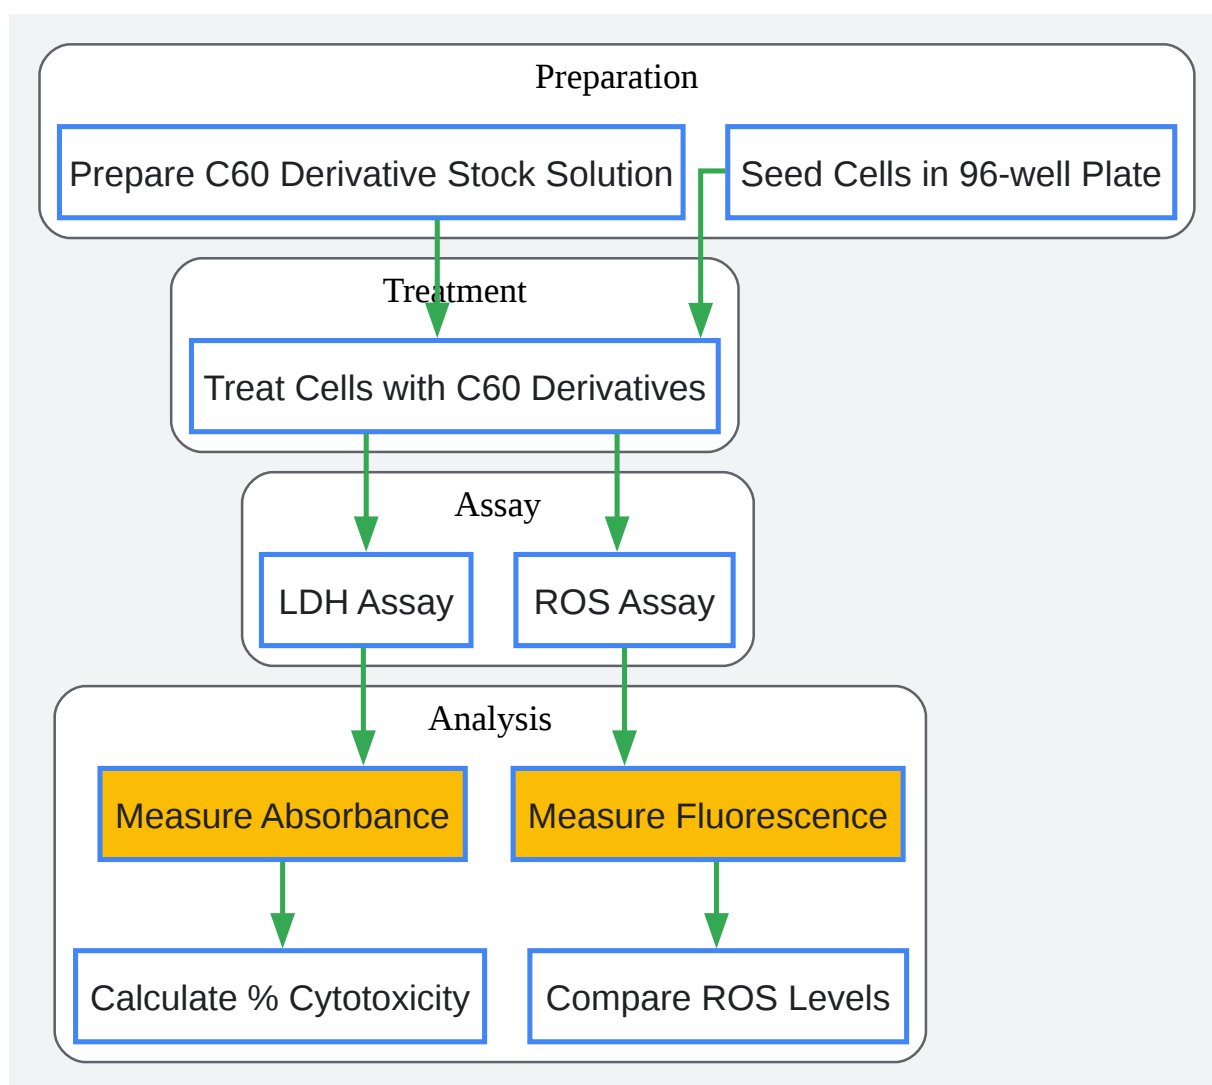 Preparation
Prepare C60 Derivative Stock Solution
Seed Cells in 96-well Plate
Treatment
Treat Cells with C60 Derivatives
Assay
LDH Assay
ROS Assay
Analysis
Measure Absorbance
Measure Fluorescence
Calculate % Cytotoxicity
Compare ROS Levels